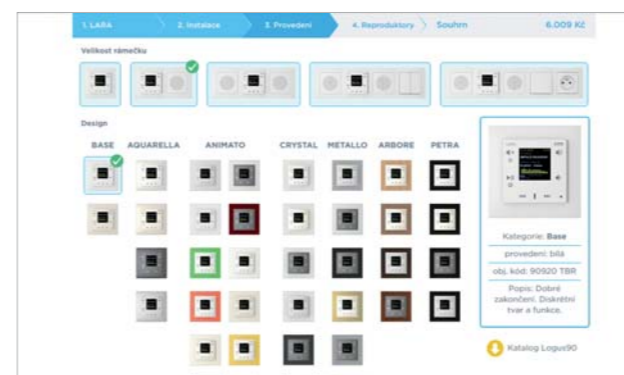 1. LARA
2. Instalace
3. Provedení
4. Reproduktory
Souhrn
6.009 Kč
Velikost rámečku
Design
BASE AQUARELLA ANIMATO CRYSTAL METALLO ARBORE PETRA
Kategorie: Base
provedení: bílá
obj. kód: 90920 TBR
Popis: Dobré
zakončení. Diskrétní
tvar a funkce.
Katalog Logus90